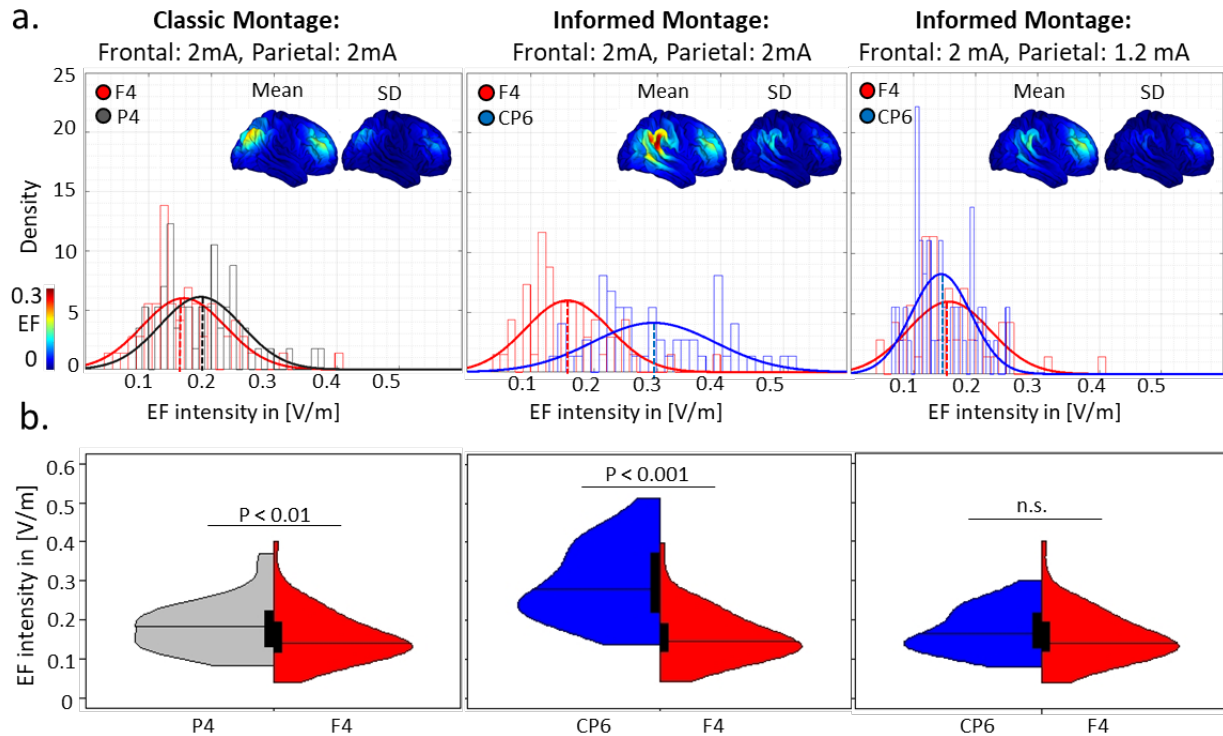 a.
Classic Montage:
Frontal: 2mA, Parietal: 2mA
Informed Montage:
Frontal: 2mA, Parietal: 2mA
Informed Montage:
Frontal: 2 mA, Parietal: 1.2 mA
25
20
15
10
5
0
Density
0.3
EF
0
F4
P4
Mean
SD
0.1
0.2
0.3
0.4
0.5
EF intensity in [V/m]
F4
CP6
Mean
SD
0.1
0.2
0.3
0.4
0.5
EF intensity in [V/m]
F4
CP6
Mean
SD
0.1
0.2
0.3
0.4
0.5
EF intensity in [V/m]
b.
EF intensity in [V/m]
0.6
0.5
0.4
0.3
0.2
0.1
0
P < 0.01
P4
F4
P < 0.001
CP6
F4
n.s.
CP6
F4